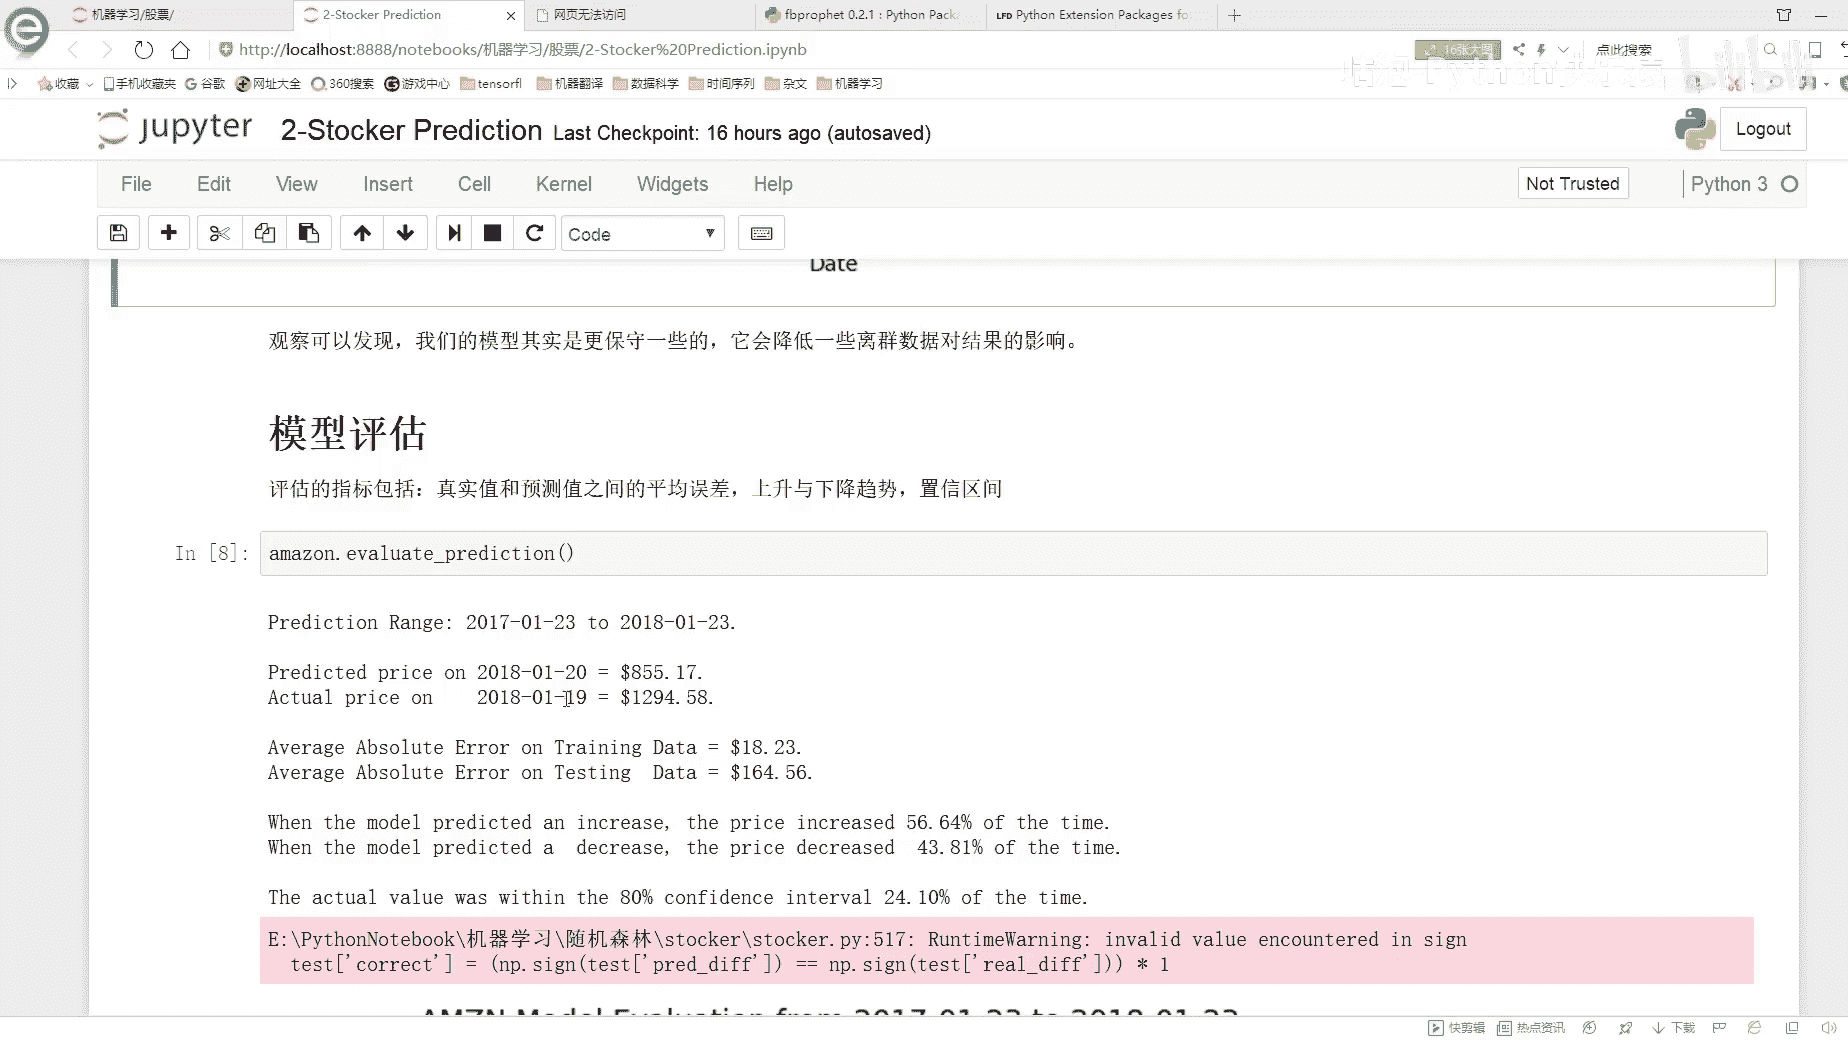 机器学习/股票/
2-Stocker Prediction
网页无法访问
fbprophet 0.2.1 : Python Pack
LFD Python Extension Packages fo
http://localhost:8888/notebooks/机器学习/股票/2-Stocker%20Prediction.ipynb
16张大图
点此搜索
收藏 手机收藏夹 谷歌 网址大全 360搜索 游戏中心 tensorfl 机器翻译 数据科学 时间序列 杂文 机器学习
jupyter 2-Stocker Prediction Last Checkpoint: 16 hours ago (autosaved)
Logout
File Edit View Insert Cell Kernel Widgets Help
Not Trusted
Python 3
Code
Date
观察可以发现，我们的模型其实是更保守一些的，它会降低一些离群数据对结果的影响。
模型评估
评估的指标包括：真实值和预测值之间的平均误差，上升与下降趋势，置信区间
In [8]: amazon.evaluate_prediction()
Prediction Range: 2017-01-23 to 2018-01-23.
Predicted price on 2018-01-20 = $855.17.
Actual price on 2018-01-19 = $1294.58.
Average Absolute Error on Training Data = $18.23.
Average Absolute Error on Testing Data = $164.56.
When the model predicted an increase, the price increased 56.64% of the time.
When the model predicted a decrease, the price decreased 43.81% of the time.
The actual value was within the 80% confidence interval 24.10% of the time.
E:\PythonNotebook\机器学习\随机森林\stocker\stocker.py:517: RuntimeWarning: invalid value encountered in sign
test['correct'] = (np.sign(test['pred_diff']) == np.sign(test['real_diff'])) * 1
AMZN Model Evaluation from 2017-01-23 to 2018-01-23
快剪辑 热点资讯 下载